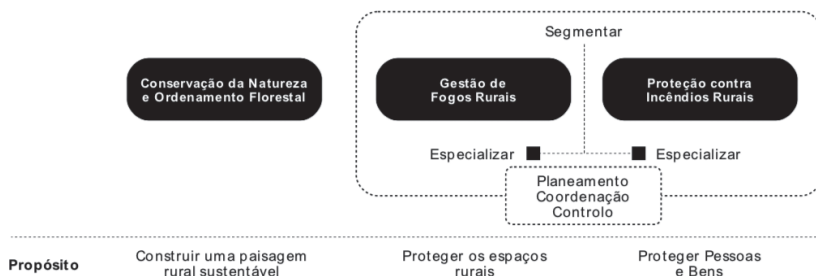 Segmentar
Conservação da Natureza
e Ordenamento Florestal
Gestão de
Fogos Rurais
Proteção contra
Incêndios Rurais
Especializar
Especializar
Planeamento
Coordenação
Controlo
Propósito
Construir uma paisagem
rural sustentável
Proteger os espaços
rurais
Proteger Pessoas
e Bens